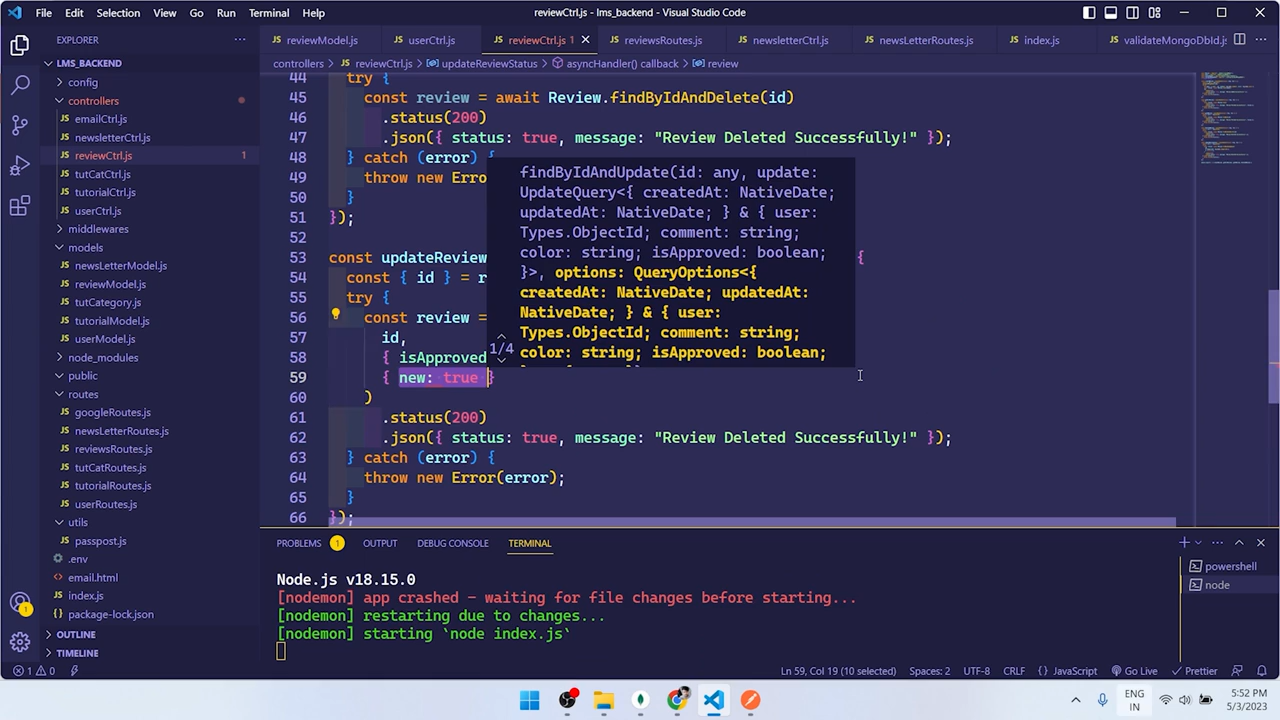 File Edit Selection View Go Run Terminal Help
reviewCtrl.js - lms_backend - Visual Studio Code
EXPLORER
LMS_BACKEND
config
controllers
emailCtrl.js
newsletterCtrl.js
reviewCtrl.js 1
tutCatCtrl.js
tutorialCtrl.js
userCtrl.js
middlewares
models
newsLetterModel.js
reviewModel.js
tutCategory.js
tutorialModel.js
userModel.js
node_modules
public
routes
googleRoutes.js
newsLetterRoutes.js
reviewsRoutes.js
tutCatRoutes.js
tutorialRoutes.js
userRoutes.js
utils
passpost.js
.env
email.html
index.js
package-lock.json
OUTLINE
TIMELINE
reviewModel.js userCtrl.js reviewCtrl.js 1 reviewsRoutes.js newsletterCtrl.js newsLetterRoutes.js index.js validateMongoDbId.j
controllers > reviewCtrl.js > updateReviewStatus > asyncHandler() callback > review
44 try {
45 const review = await Review.findByIdAndDelete(id)
46 .status(200)
47 .json({ status: true, message: "Review Deleted Successfully!" });
48 } catch (error) {
49 throw new Erro
50 }
51 });
52
53 const updateReview {
54 const { id } = r
55 try {
56 const review =
57 id,
58 { isApproved
59 { new: true }
60 )
61 .status(200)
62 .json({ status: true, message: "Review Deleted Successfully!" });
63 } catch (error) {
64 throw new Error(error);
65 }
66 });
1/4
findByIdAndUpdate(id: any, update:
UpdateQuery<{ createdAt: NativeDate;
updatedAt: NativeDate; } & { user:
Types.ObjectId; comment: string;
color: string; isApproved: boolean;
}>, options: QueryOptions<{
createdAt: NativeDate; updatedAt:
NativeDate; } & { user:
Types.ObjectId; comment: string;
color: string; isApproved: boolean;
PROBLEMS 1 OUTPUT DEBUG CONSOLE TERMINAL
Node.js v18.15.0
[nodemon] app crashed - waiting for file changes before starting...
[nodemon] restarting due to changes...
[nodemon] starting `node index.js`
powershell
node
1 0 Ln 59, Col 19 (10 selected) Spaces: 2 UTF-8 CRLF {} JavaScript Go Live Prettier
ENG
IN
5:52 PM
5/3/2023